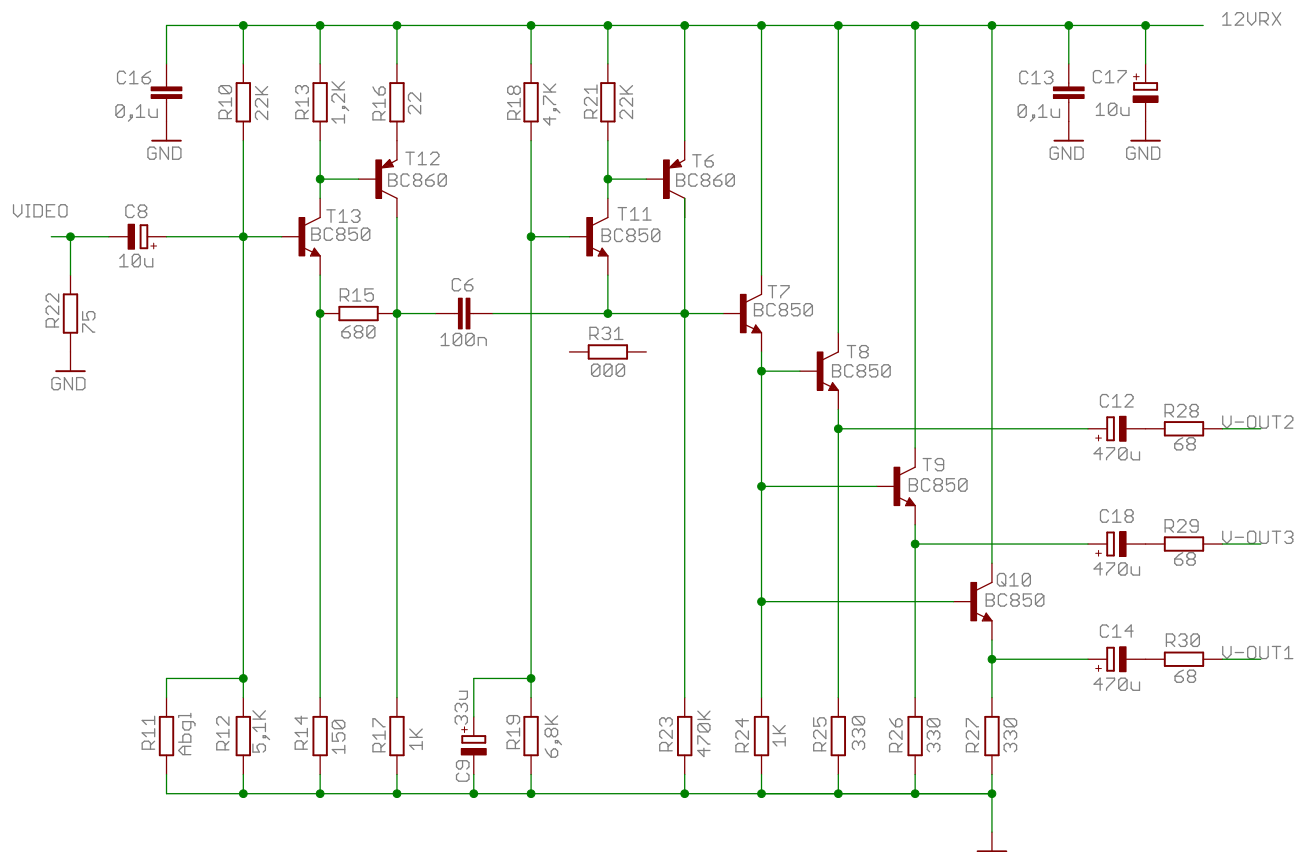 12VRX
C16
0,1u
GND
R10
22K
R13
1,2K
R16
22
R18
4,7K
R21
22K
C13
0,1u
GND
C17
+
10u
GND
T12
BC860
T6
BC860
VIDEO
C8
+
10u
T13
BC850
T11
BC850
R22
75
GND
R15
680
C6
100n
R31
000
T7
BC850
T8
BC850
C12
+
470u
R28
68
V-OUT2
T9
BC850
C18
+
470u
R29
68
V-OUT3
Q10
BC850
C14
+
470u
R30
68
V-OUT1
R11
Abgl
R12
5,1K
R14
150
R17
1K
C9
+
33u
R19
6,8K
R23
470K
R24
1K
R25
330
R26
330
R27
330